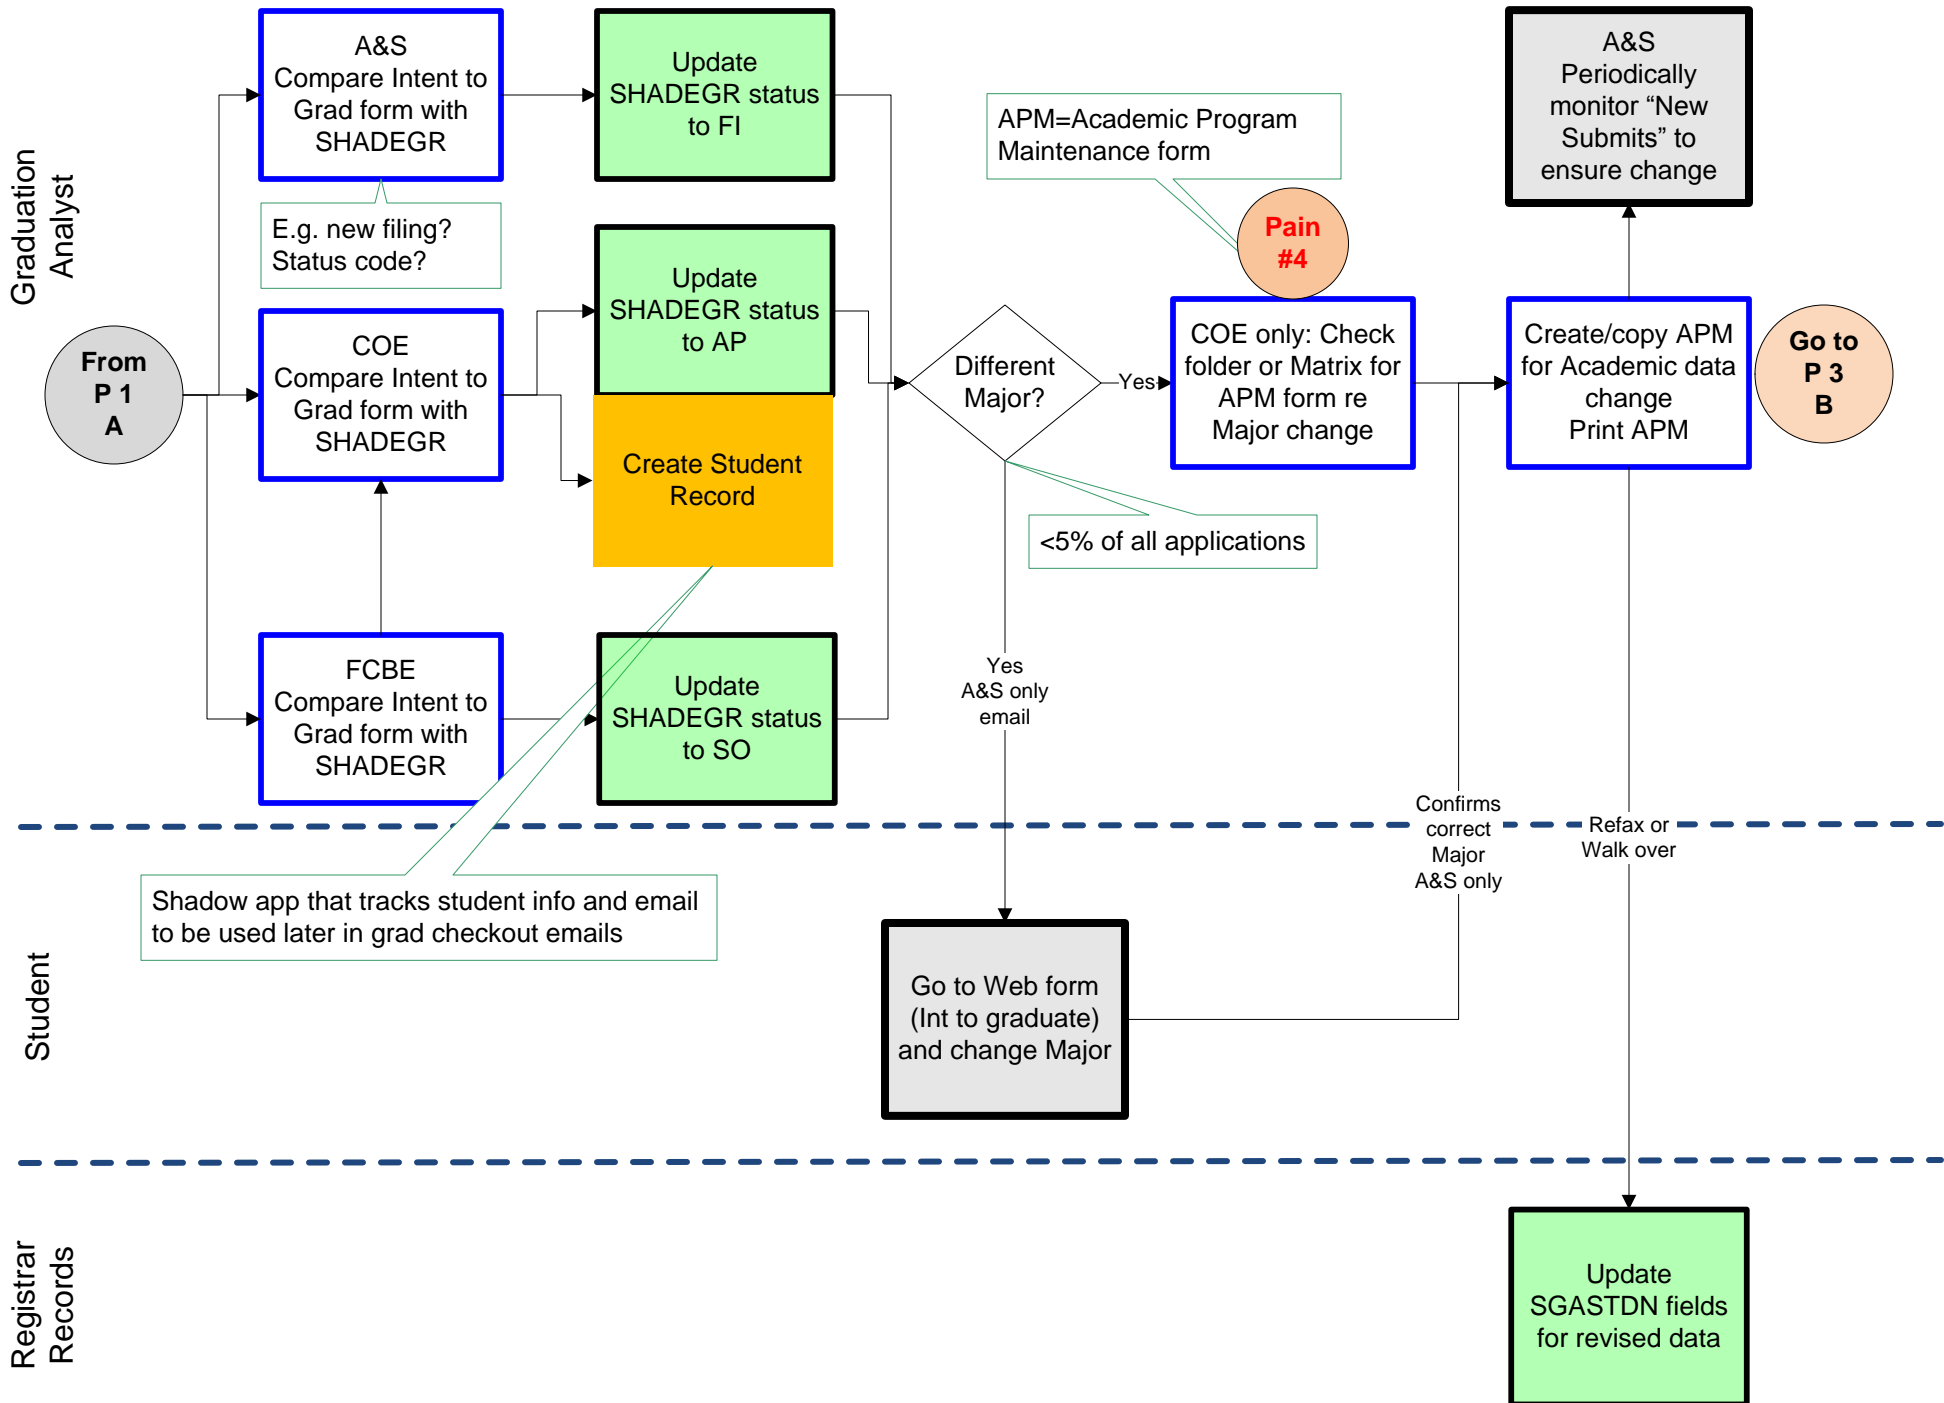 Graduation
Analyst
From
P 1
A
A&S
Compare Intent to
Grad form with
SHADEGR
E.g. new filing?
Status code?
COE
Compare Intent to
Grad form with
SHADEGR
FCBE
Compare Intent to
Grad form with
SHADEGR
Update
SHADEGR status
to FI
Update
SHADEGR status
to AP
Create Student
Record
Update
SHADEGR status
to SO
Shadow app that tracks student info and email
to be used later in grad checkout emails
Different
Major?
<5% of all applications
Yes
APM=Academic Program
Maintenance form
Pain
#4
COE only: Check
folder or Matrix for
APM form re
Major change
Create/copy APM
for Academic data
change
Print APM
Go to
P 3
B
A&S
Periodically
monitor “New
Submits” to
ensure change
Yes
A&S only
email
Confirms
correct
Major
A&S only
Refax or
Walk over
Student
Go to Web form
(Int to graduate)
and change Major
Registrar
Records
Update
SGASTDN fields
for revised data